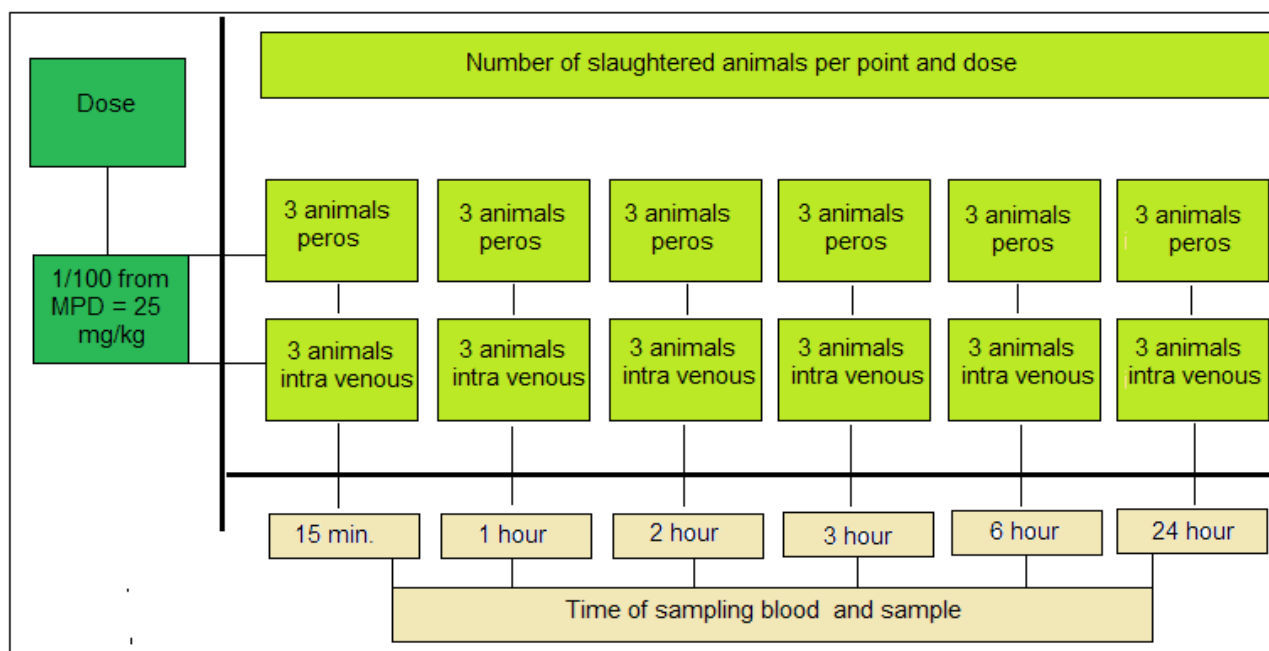 Number of slaughtered animals per point and dose
Dose
3 animals
peros
3 animals
peros
3 animals
peros
3 animals
peros
3 animals
peros
3 animals
peros
1/100 from
MPD = 25
mg/kg
3 animals
intra venous
3 animals
intra venous
3 animals
intra venous
3 animals
intra venous
3 animals
intra venous
3 animals
intra venous
15 min.
1 hour
2 hour
3 hour
6 hour
24 hour
Time of sampling blood and sample